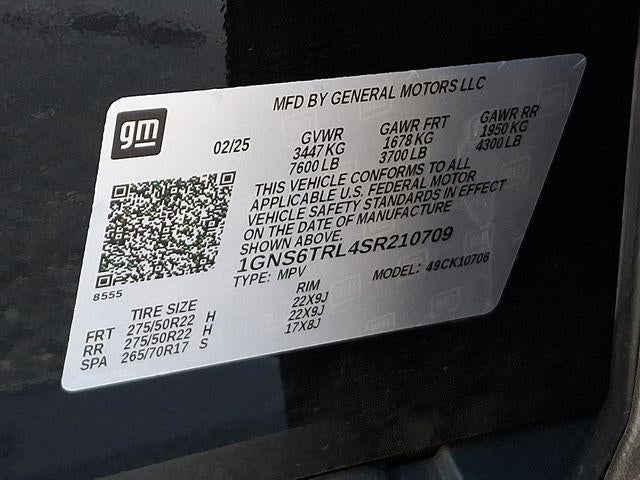 MFD BY GENERAL MOTORS LLC
gm
02/25 GVWR GAWR FRT GAWR RR
3447 KG 1678 KG 1950 KG
7600 LB 3700 LB 4300 LB
THIS VEHICLE CONFORMS TO ALL
APPLICABLE U.S. FEDERAL MOTOR
VEHICLE SAFETY STANDARDS IN EFFECT
ON THE DATE OF MANUFACTURE
SHOWN ABOVE.
1GNS6TRL4SR210709
TYPE: MPV MODEL: 49CK10706
8555
TIRE SIZE RIM
FRT 275/50R22 H 22X9J
RR 275/50R22 H 22X9J
SPA 265/70R17 S 17X8J